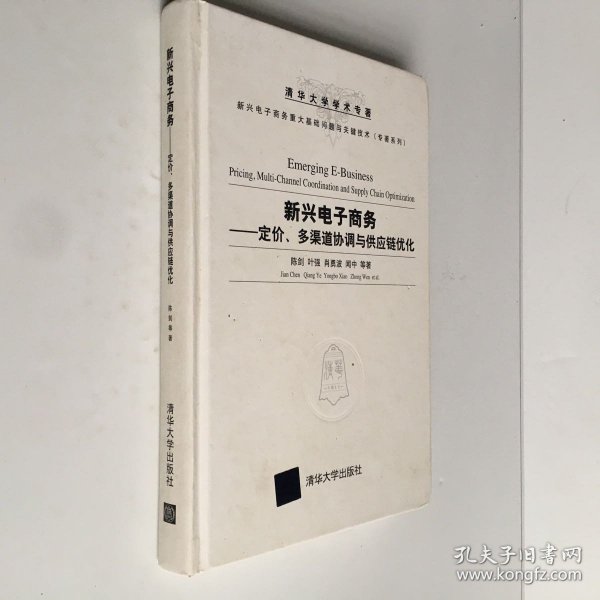 新兴电子商务
——定价、多渠道协调与供应链优化
陈剑 等著
清华大学出版社
清华大学学术专著
新兴电子商务重大基础问题与关键技术(专著系列)
Emerging E-Business
Pricing, Multi-Channel Coordination and Supply Chain Optimization
新兴电子商务
——定价、多渠道协调与供应链优化
陈剑 叶强 肖勇波 闻中 等著
Jian Chen Qiang Ye Yongbo Xiao Zhong Wen et al.
清华大学出版社
孔夫子旧书网
www.kongfz.com